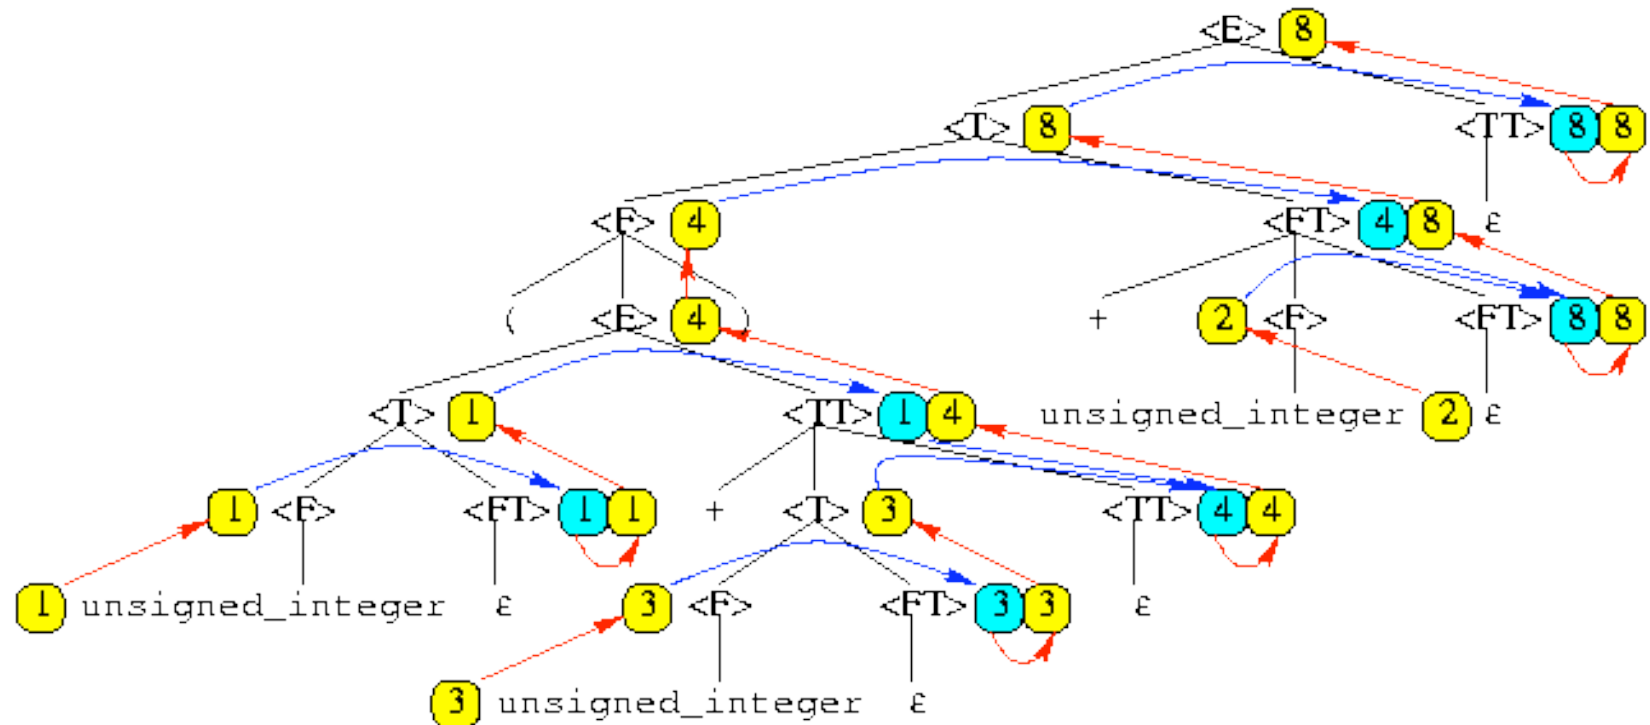 <E> 8
<T> 8 <TT> 8 8
<F> 4 <FT> 4 8 ε
( <E> 4 ) + 2 <F> <FT> 8 8
<T> 1 <TT> 1 4 unsigned_integer 2 ε
1 <F> <FT> 1 1 + <T> 3 <TT> 4 4
1 unsigned_integer ε 3 <F> <FT> 3 3 ε
3 unsigned_integer ε